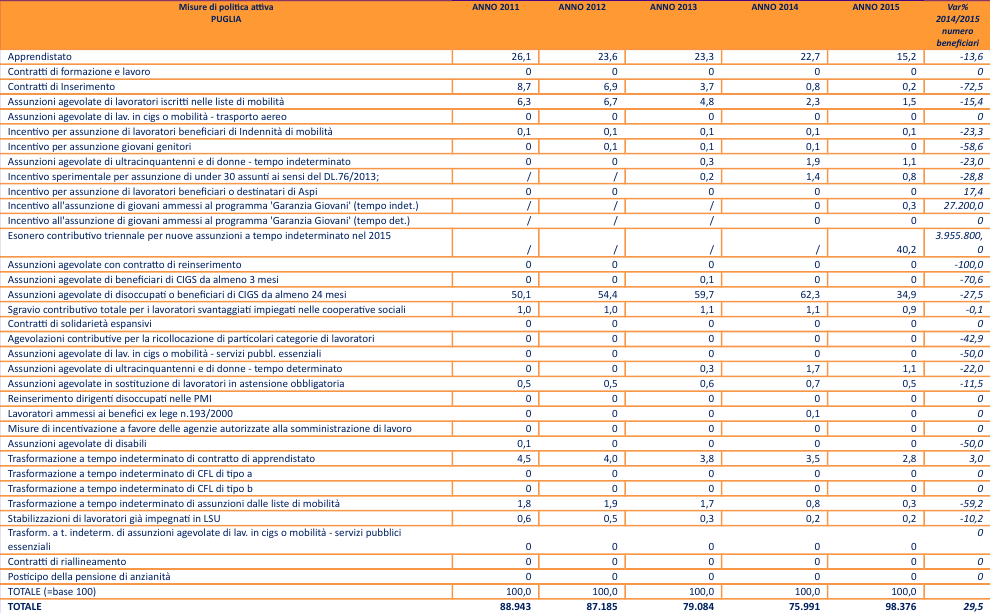 Misure di politica attiva ANNO 2011 ANNO 2012 ANNO 2013 ANNO 2014 ANNO 2015 Var%
PUGLIA 2014/2015
numero
beneficiari
Apprendistato 26,1 23,6 23,3 22,7 15,2 -13,6
Contratti di formazione e lavoro 0 0 0 0 0 0
Contratti di Inserimento 8,7 6,9 3,7 0,8 0,2 -72,5
Assunzioni agevolate di lavoratori iscritti nelle liste di mobilità 6,3 6,7 4,8 2,3 1,5 -15,4
Assunzioni agevolate di lav. in cigs o mobilità - trasporto aereo 0 0 0 0 0 0
Incentivo per assunzione di lavoratori beneficiari di Indennità di mobilità 0,1 0,1 0,1 0,1 0,1 -23,3
Incentivo per assunzione giovani genitori 0 0,1 0,1 0,1 0 -58,6
Assunzioni agevolate di ultracinquantenni e di donne - tempo indeterminato 0 0 0,3 1,9 1,1 -23,0
Incentivo sperimentale per assunzione di under 30 assunti ai sensi del DL.76/2013; / / 0,2 1,4 0,8 -28,8
Incentivo per assunzione di lavoratori beneficiari o destinatari di Aspi 0 0 0 0 0 17,4
Incentivo all'assunzione di giovani ammessi al programma 'Garanzia Giovani' (tempo indet.) / / / 0 0,3 27.200,0
Incentivo all'assunzione di giovani ammessi al programma 'Garanzia Giovani' (tempo det.) / / / 0 0 0
Esonero contributivo triennale per nuove assunzioni a tempo indeterminato nel 2015 3.955.800,
/ / / / 40,2 0
Assunzioni agevolate con contratto di reinserimento 0 0 0 0 0 -100,0
Assunzioni agevolate di beneficiari di CIGS da almeno 3 mesi 0 0 0,1 0 0 -70,6
Assunzioni agevolate di disoccupati o beneficiari di CIGS da almeno 24 mesi 50,1 54,4 59,7 62,3 34,9 -27,5
Sgravio contributivo totale per i lavoratori svantaggiati impiegati nelle cooperative sociali 1,0 1,0 1,1 1,1 0,9 -0,1
Contratti di solidarietà espansivi 0 0 0 0 0 0
Agevolazioni contributive per la ricollocazione di particolari categorie di lavoratori 0 0 0 0 0 -42,9
Assunzioni agevolate di lav. in cigs o mobilità - servizi pubbl. essenziali 0 0 0 0 0 -50,0
Assunzioni agevolate di ultracinquantenni e di donne - tempo determinato 0 0 0,3 1,7 1,1 -22,0
Assunzioni agevolate in sostituzione di lavoratori in astensione obbligatoria 0,5 0,5 0,6 0,7 0,5 -11,5
Reinserimento dirigenti disoccupati nelle PMI 0 0 0 0 0 0
Lavoratori ammessi ai benefici ex lege n.193/2000 0 0 0 0,1 0 0
Misure di incentivazione a favore delle agenzie autorizzate alla somministrazione di lavoro 0 0 0 0 0 0
Assunzioni agevolate di disabili 0,1 0 0 0 0 -50,0
Trasformazione a tempo indeterminato di contratto di apprendistato 4,5 4,0 3,8 3,5 2,8 3,0
Trasformazione a tempo indeterminato di CFL di tipo a 0 0 0 0 0 0
Trasformazione a tempo indeterminato di CFL di tipo b 0 0 0 0 0 0
Trasformazione a tempo indeterminato di assunzioni dalle liste di mobilità 1,8 1,9 1,7 0,8 0,3 -59,2
Stabilizzazioni di lavoratori già impegnati in LSU 0,6 0,5 0,3 0,2 0,2 -10,2
Trasform. a t. indeterm. di assunzioni agevolate di lav. in cigs o mobilità - servizi pubblici 0
essenziali 0 0 0 0 0
Contratti di riallineamento 0 0 0 0 0 0
Posticipo della pensione di anzianità 0 0 0 0 0 0
TOTALE (=base 100) 100,0 100,0 100,0 100,0 100,0
TOTALE 88.943 87.185 79.084 75.991 98.376 29,5